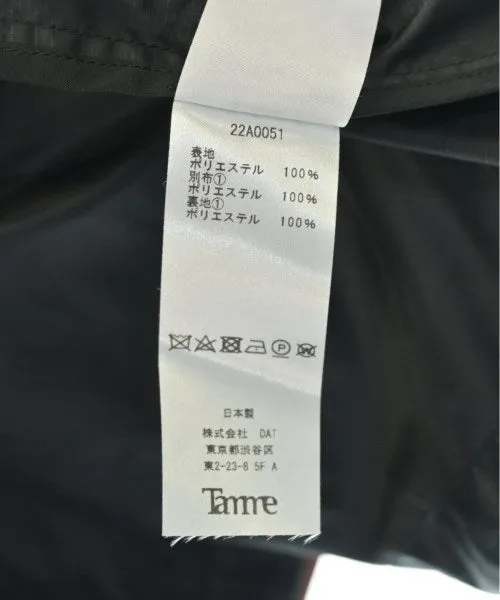 22A0051
表地
ポリエステル 100%
別布①
ポリエステル 100%
裏地①
ポリエステル 100%
日本製
株式会社 DAT
東京都渋谷区
東2-23-8 5F A
Tamme